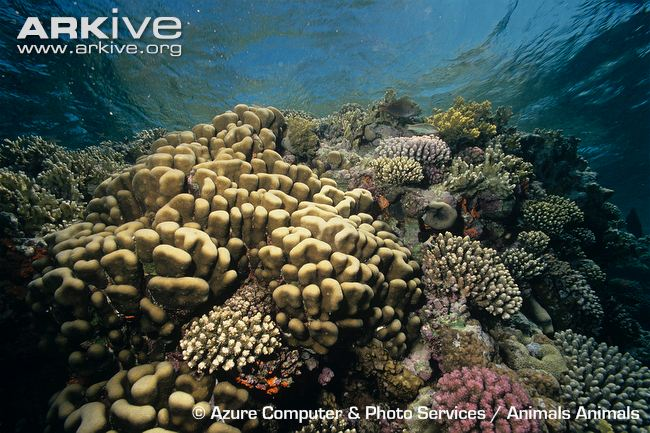 ARKIVE
www.arkive.org
© Azure Computer & Photo Services / Animals Animals